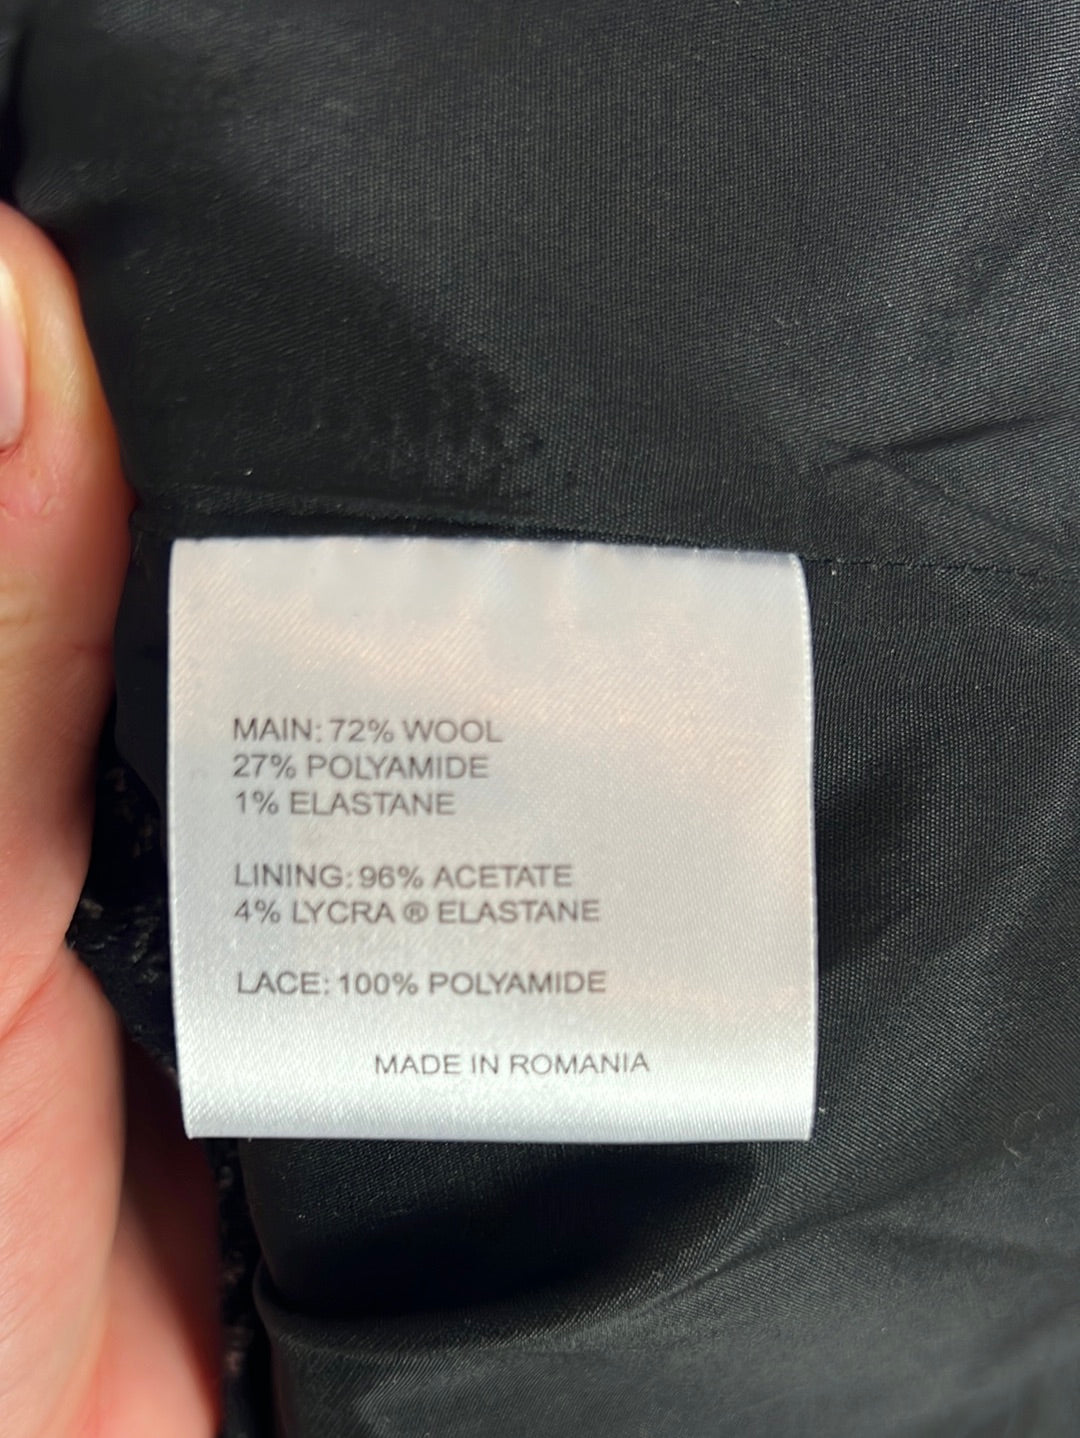 MAIN: 72% WOOL
27% POLYAMIDE
1% ELASTANE
LINING: 96% ACETATE
4% LYCRA ® ELASTANE
LACE: 100% POLYAMIDE
MADE IN ROMANIA